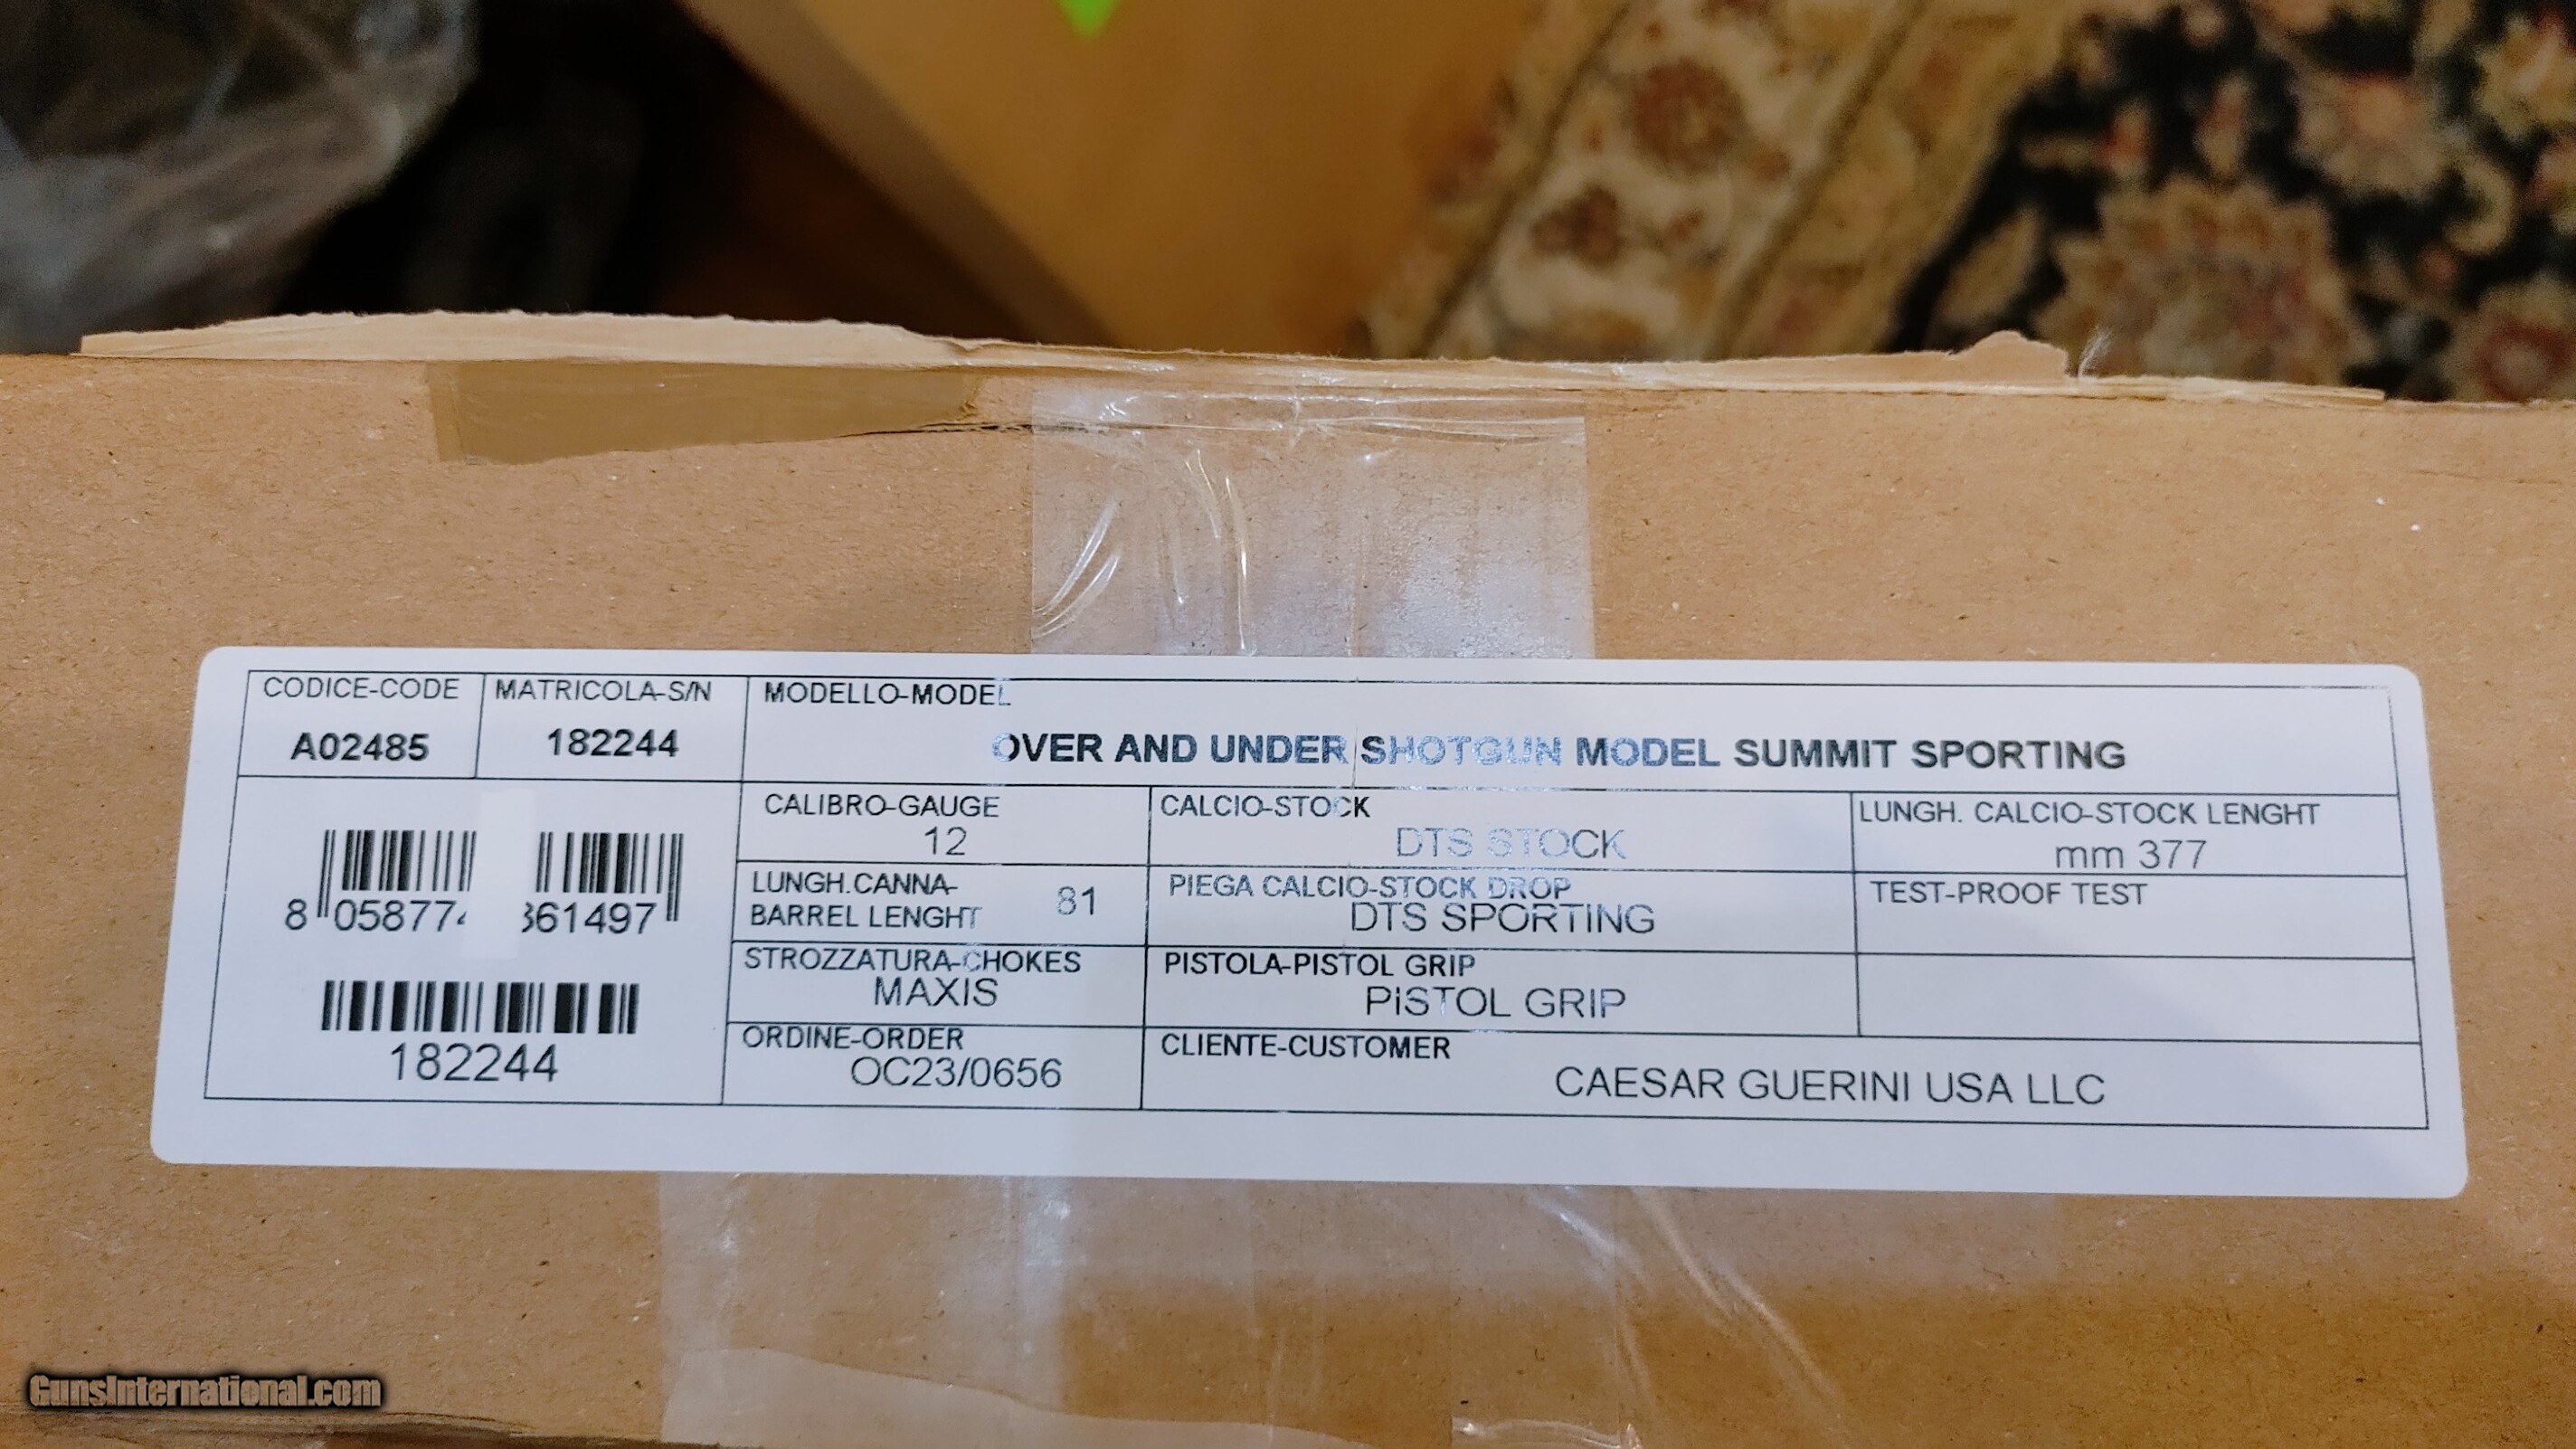 CODICE-CODE
A02485
MATRICOLA-S/N
182244
MODELLO-MODEL
OVER AND UNDER SHOTGUN MODEL SUMMIT SPORTING
8 058774 361497
182244
CALIBRO-GAUGE
12
CALCIO-STOCK
DTS STOCK
LUNGH. CALCIO-STOCK LENGHT
mm 377
LUNGH.CANNA-
BARREL LENGHT
81
PIEGA CALCIO-STOCK DROP
DTS SPORTING
TEST-PROOF TEST
STROZZATURA-CHOKES
MAXIS
PISTOLA-PISTOL GRIP
PISTOL GRIP
ORDINE-ORDER
OC23/0656
CLIENTE-CUSTOMER
CAESAR GUERINI USA LLC
GunsInternational.com